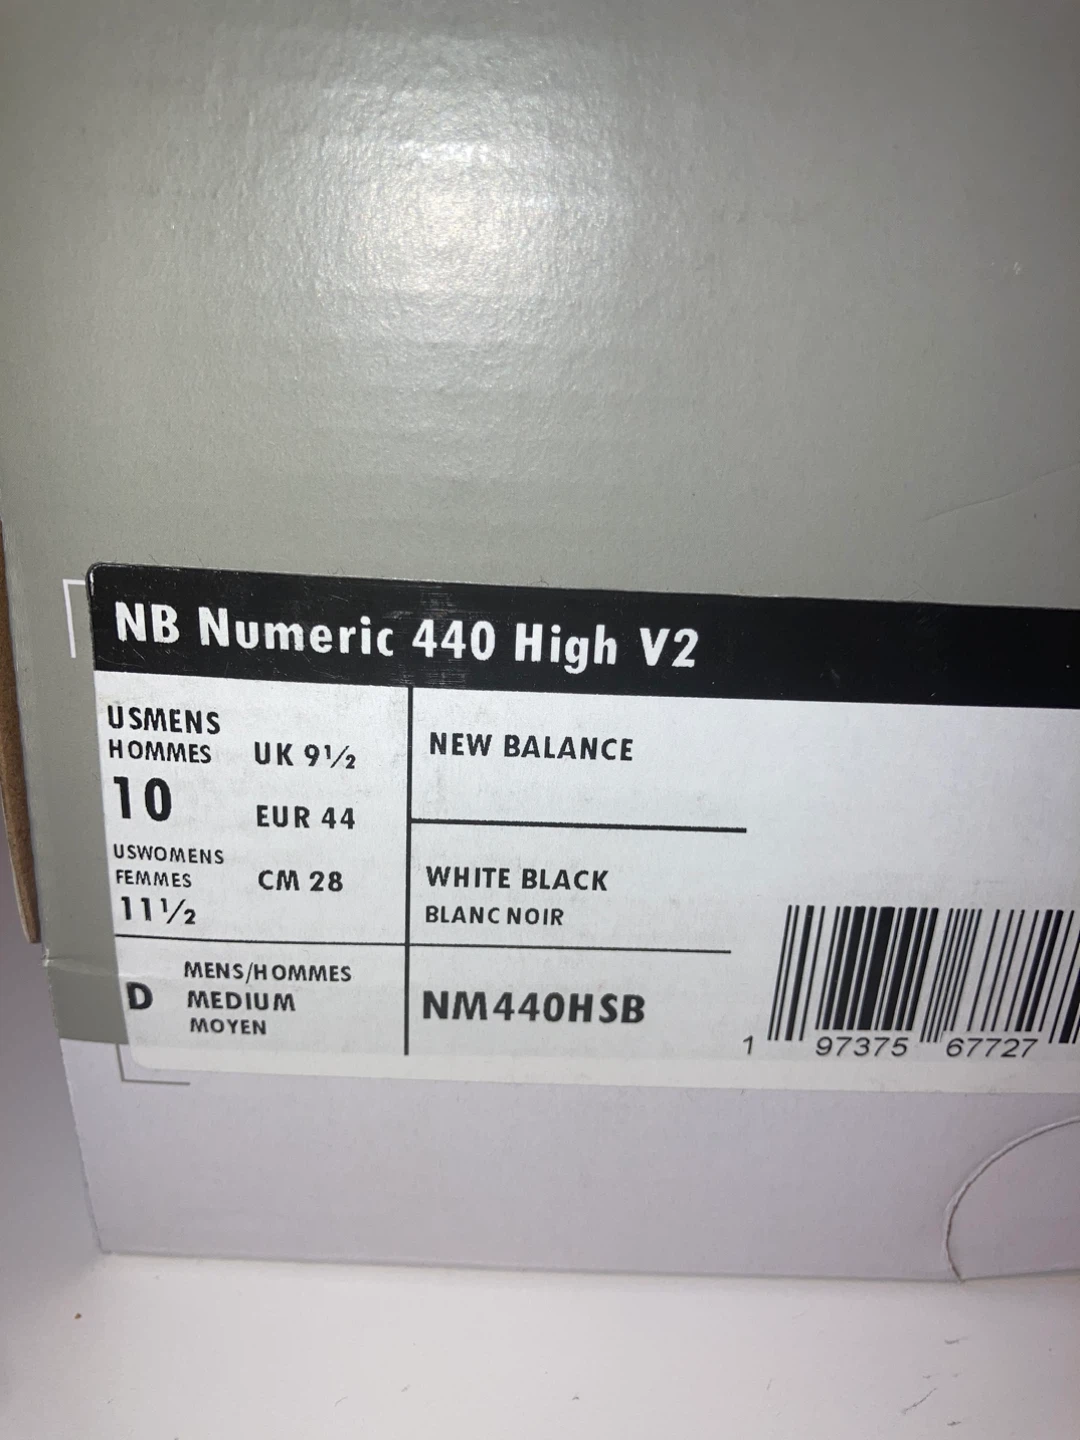 NB Numeric 440 High V2
USMENS
HOMMES
10
UK 9½
EUR 44
CM 28
USWOMENS
FEMMES
11½
NEW BALANCE
WHITE BLACK
BLANC NOIR
D
MENS/HOMMES
MEDIUM
MOYEN
NM440HSB
1 97375 67727